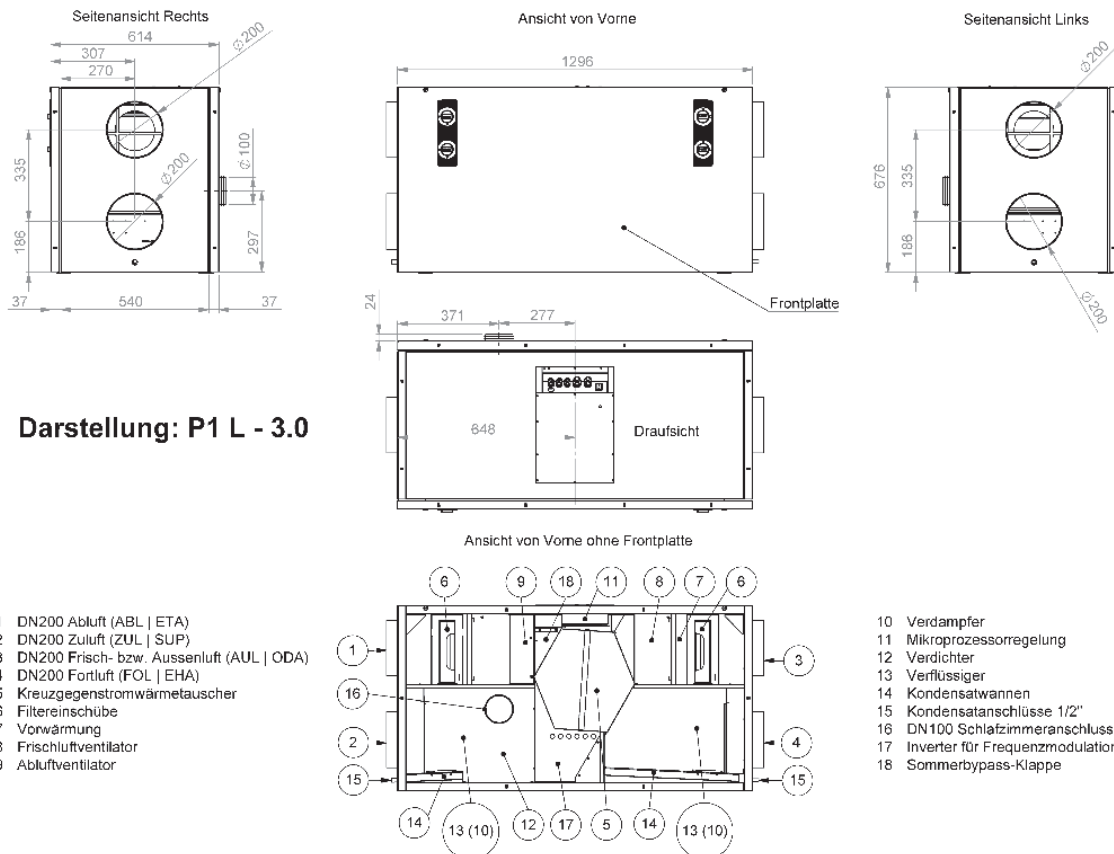 Seitenansicht Rechts
614
307
270
Ø200
335
Ø200
Ø100
186
297
37
540
37
Ansicht von Vorne
1296
Frontplatte
Seitenansicht Links
Ø200
676
335
186
Ø200
24
371
277
648
Draufsicht
Darstellung: P1 L - 3.0
Ansicht von Vorne ohne Frontplatte
6
9
18
11
8
7
6
1
3
16
2
4
15
15
14
13 (10)
12
17
5
14
13 (10)
DN200 Abluft (ABL | ETA)
DN200 Zuluft (ZUL | SUP)
DN200 Frisch- bzw. Aussenluft (AUL | ODA)
DN200 Fortluft (FOL | EHA)
Kreuzgegenstromwärmetauscher
Filtereinschübe
Vorwärmung
Frischluftventilator
Abluftventilator
10 Verdampfer
11 Mikroprozessorregelung
12 Verdichter
13 Verflüssiger
14 Kondensatwannen
15 Kondensatanschlüsse 1/2"
16 DN100 Schlafzimmeranschluss
17 Inverter für Frequenzmodulation
18 Sommerbypass-Klappe